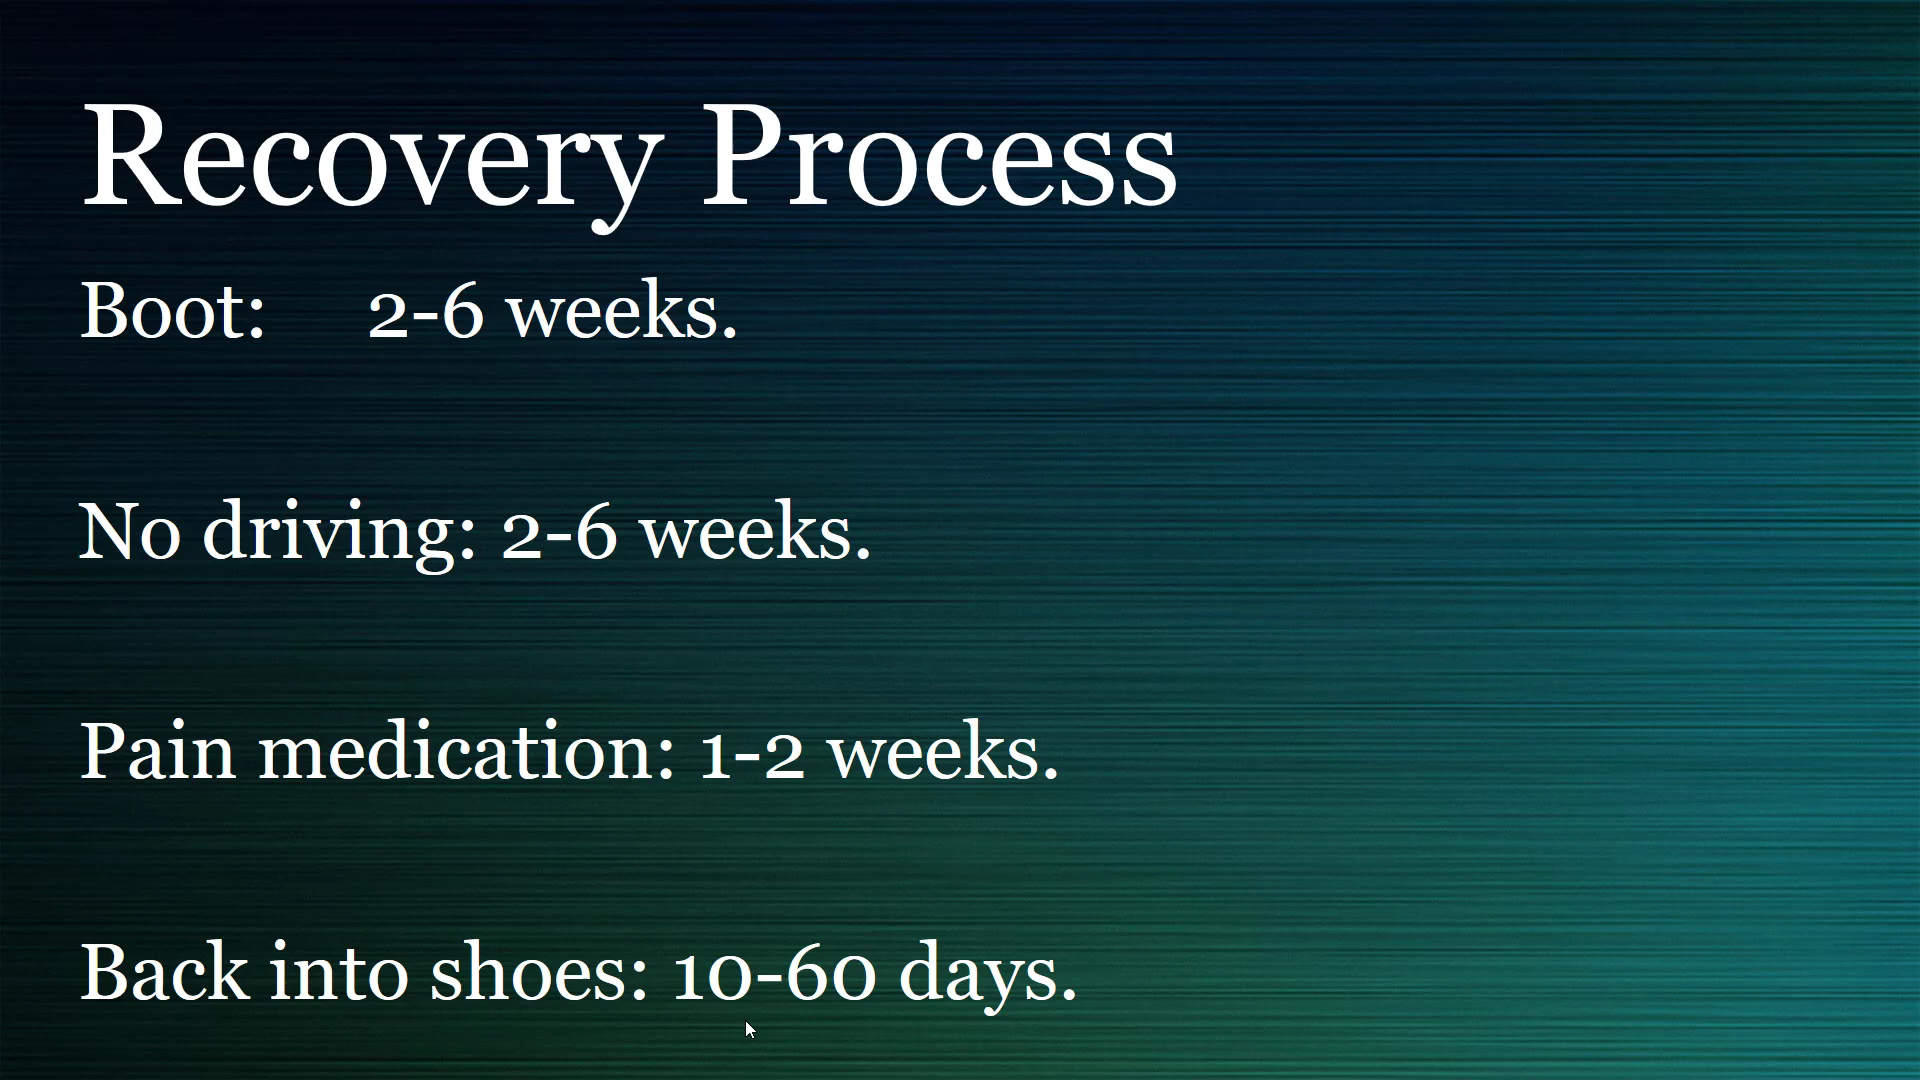 Recovery Process
Boot: 2-6 weeks.
No driving: 2-6 weeks.
Pain medication: 1-2 weeks.
Back into shoes: 10-60 days.